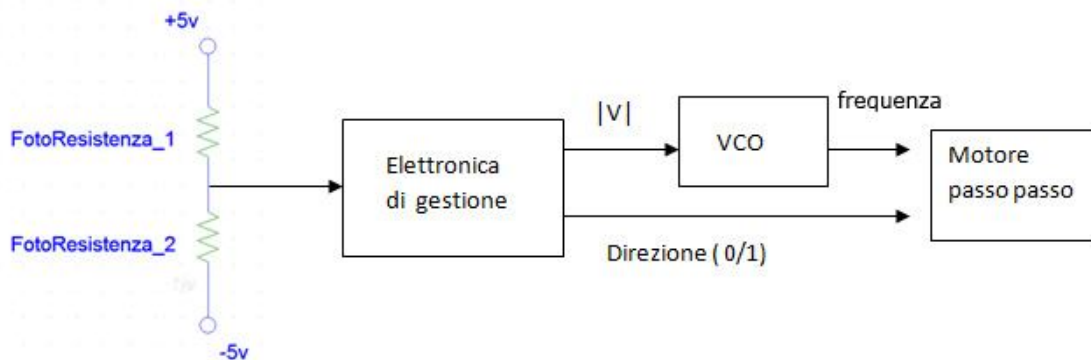 +5v
FotoResistenza_1
FotoResistenza_2
-5v
Elettronica
di gestione
|V|
VCO
frequenza
Direzione ( 0/1)
Motore
passo passo